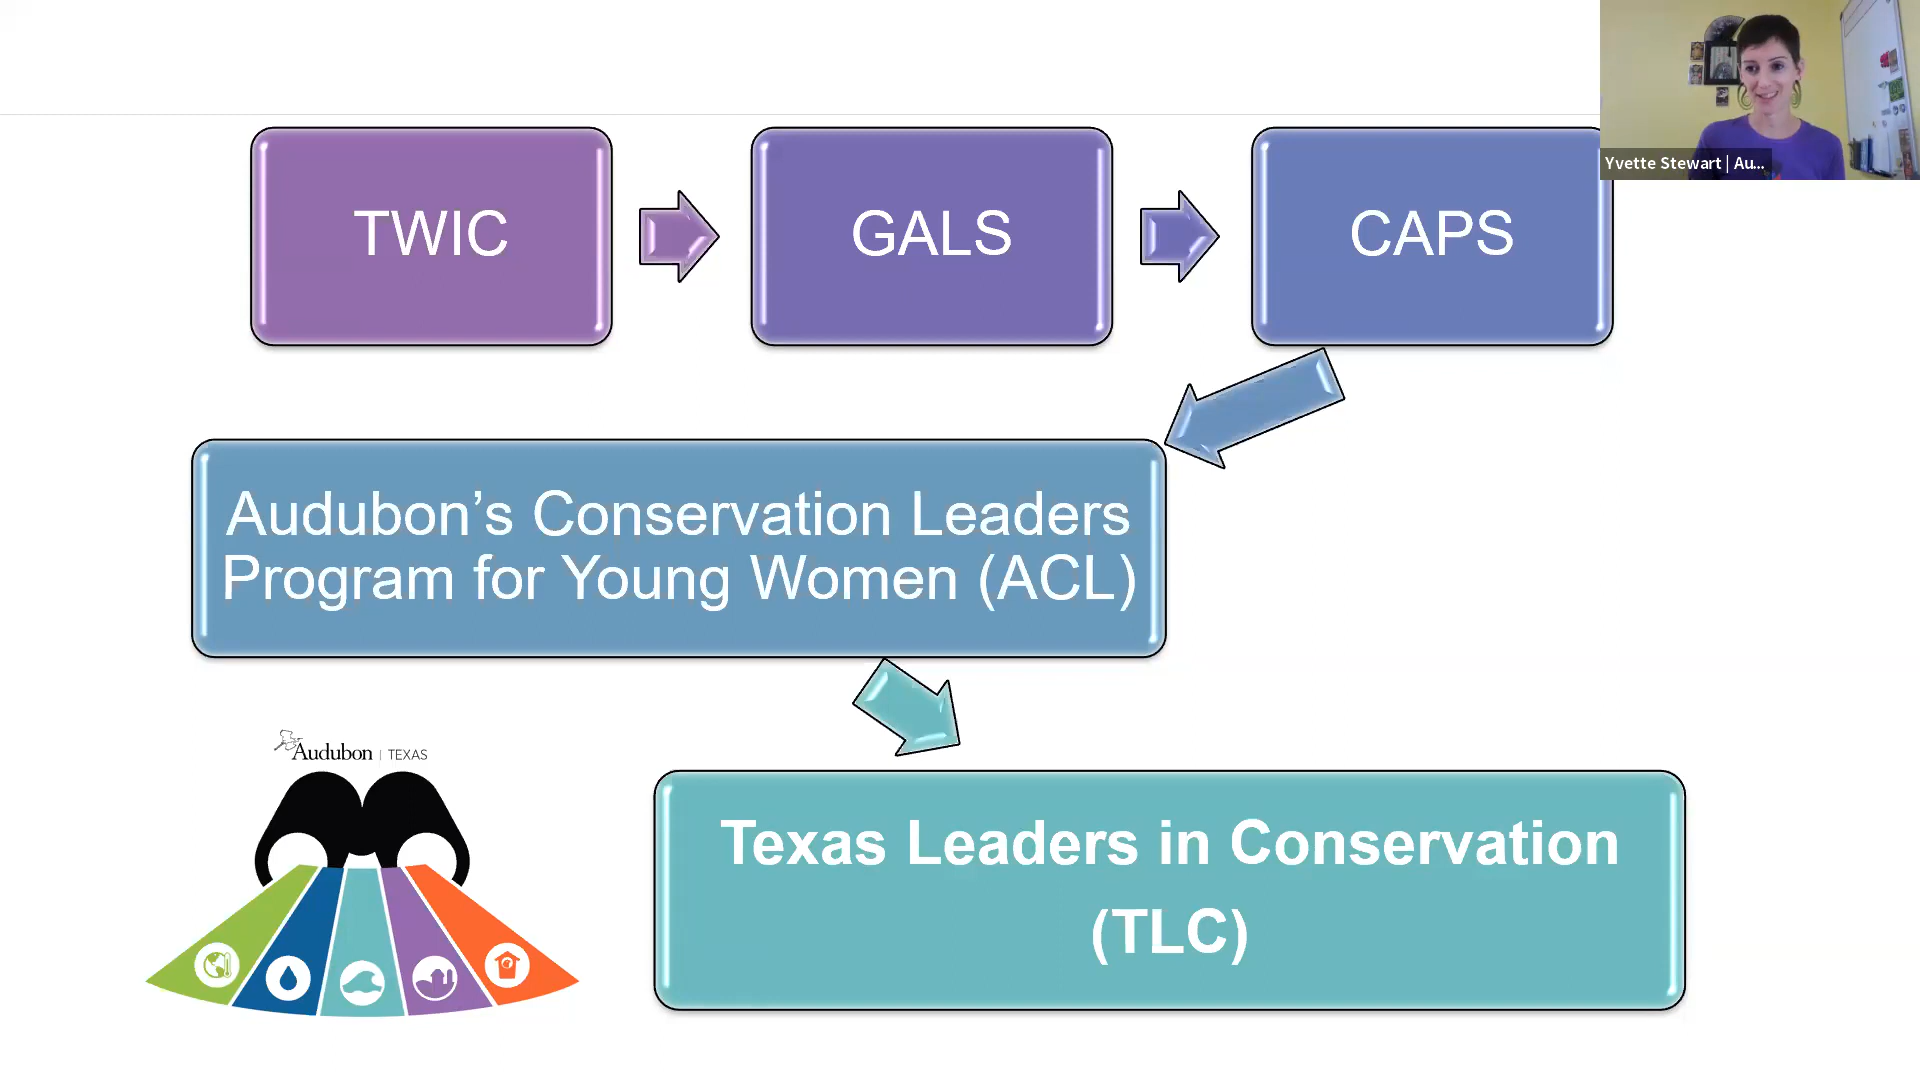 Yvette Stewart | Au...
TWIC
GALS
CAPS
Audubon’s Conservation Leaders
Program for Young Women (ACL)
Audubon | TEXAS
Texas Leaders in Conservation
(TLC)